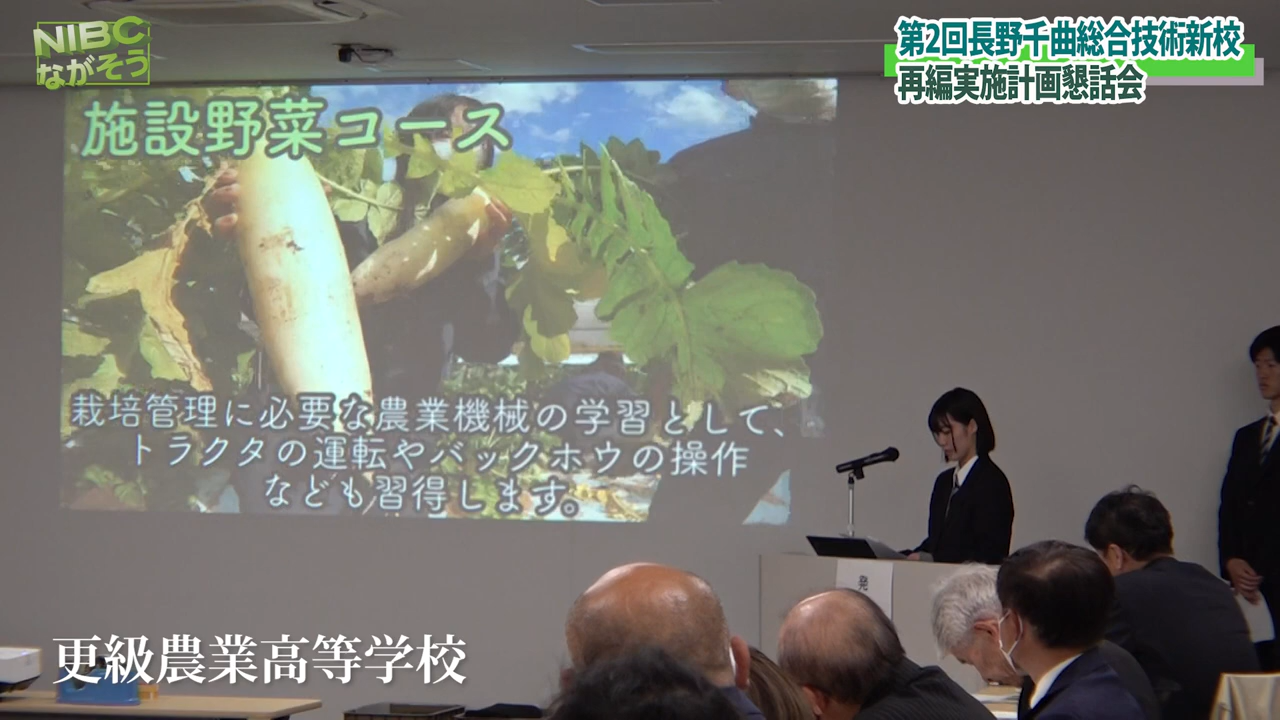 NIBC
ながそう
第2回長野千曲総合技術新校
再編実施計画懇話会
施設野菜コース
栽培管理に必要な農業機械の学習として、
トラクタの運転やバックホウの操作
なども習得します。
更級農業高等学校